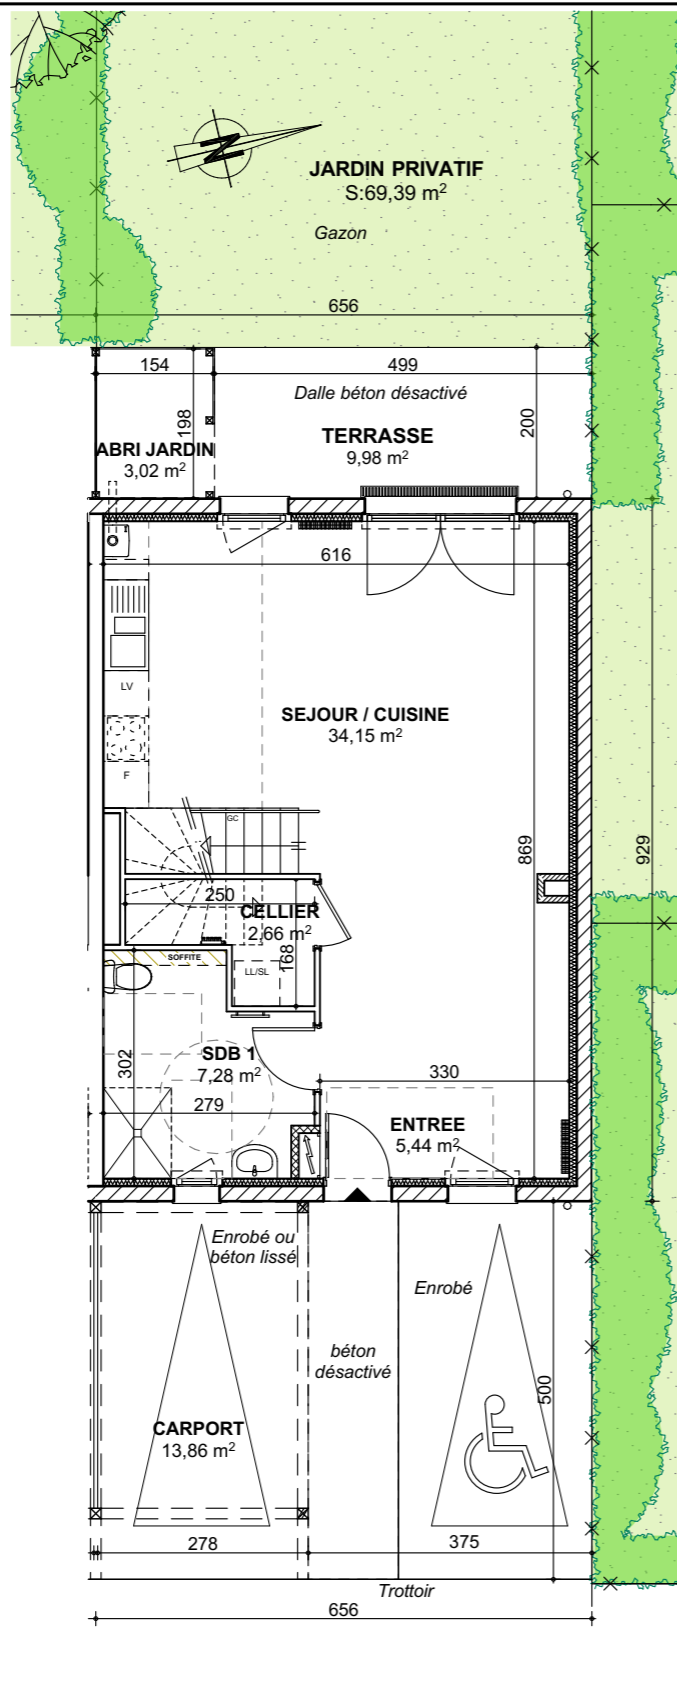 JARDIN PRIVATIF
S:69,39 m²
Gazon
656
154
499
Dalle béton désactivé
198
200
TERRASSE
9,98 m²
ABRI JARDIN
3,02 m²
616
LV
SEJOUR / CUISINE
34,15 m²
F
GC
869
929
250
CELLIER
2.66 m²
168
SOFFITE
LL/SL
SDB 1
7,28 m²
302
279
330
ENTREE
5,44 m²
Enrobé ou
béton lissé
Enrobé
béton
désactivé
500
CARPORT
13,86 m²
278
375
Trottoir
656